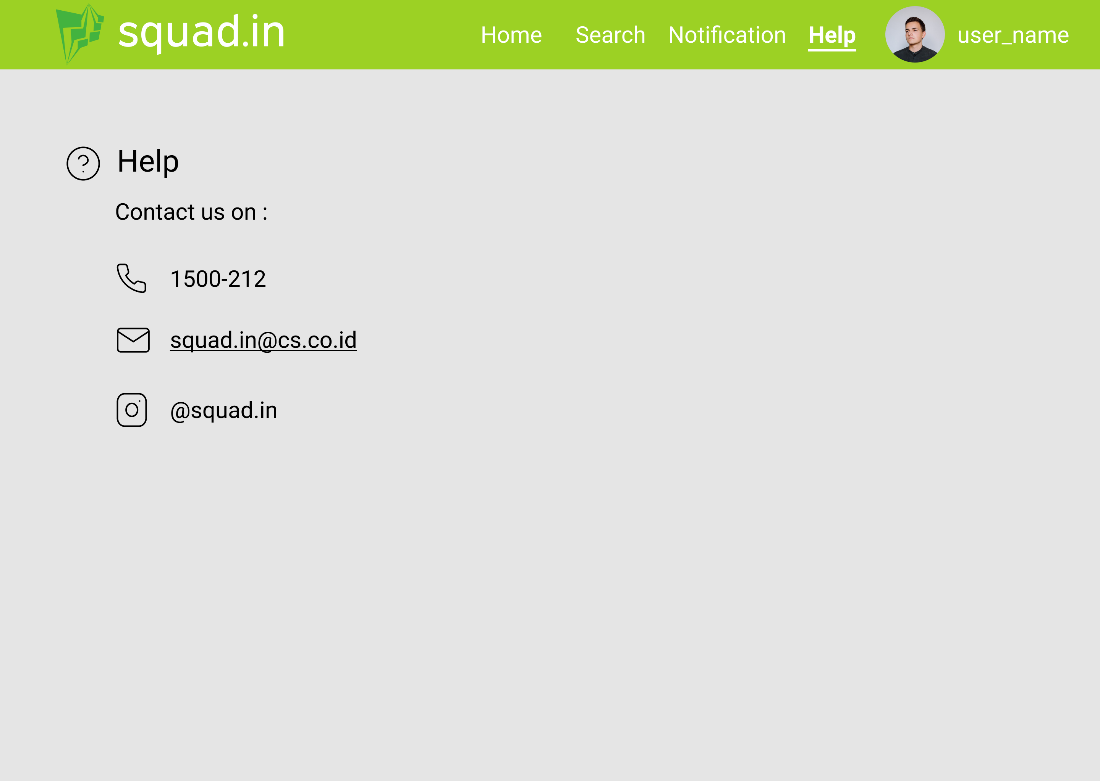 squad.in
Home Search Notification Help user_name
Help
Contact us on :
1500-212
squad.in@cs.co.id
@squad.in